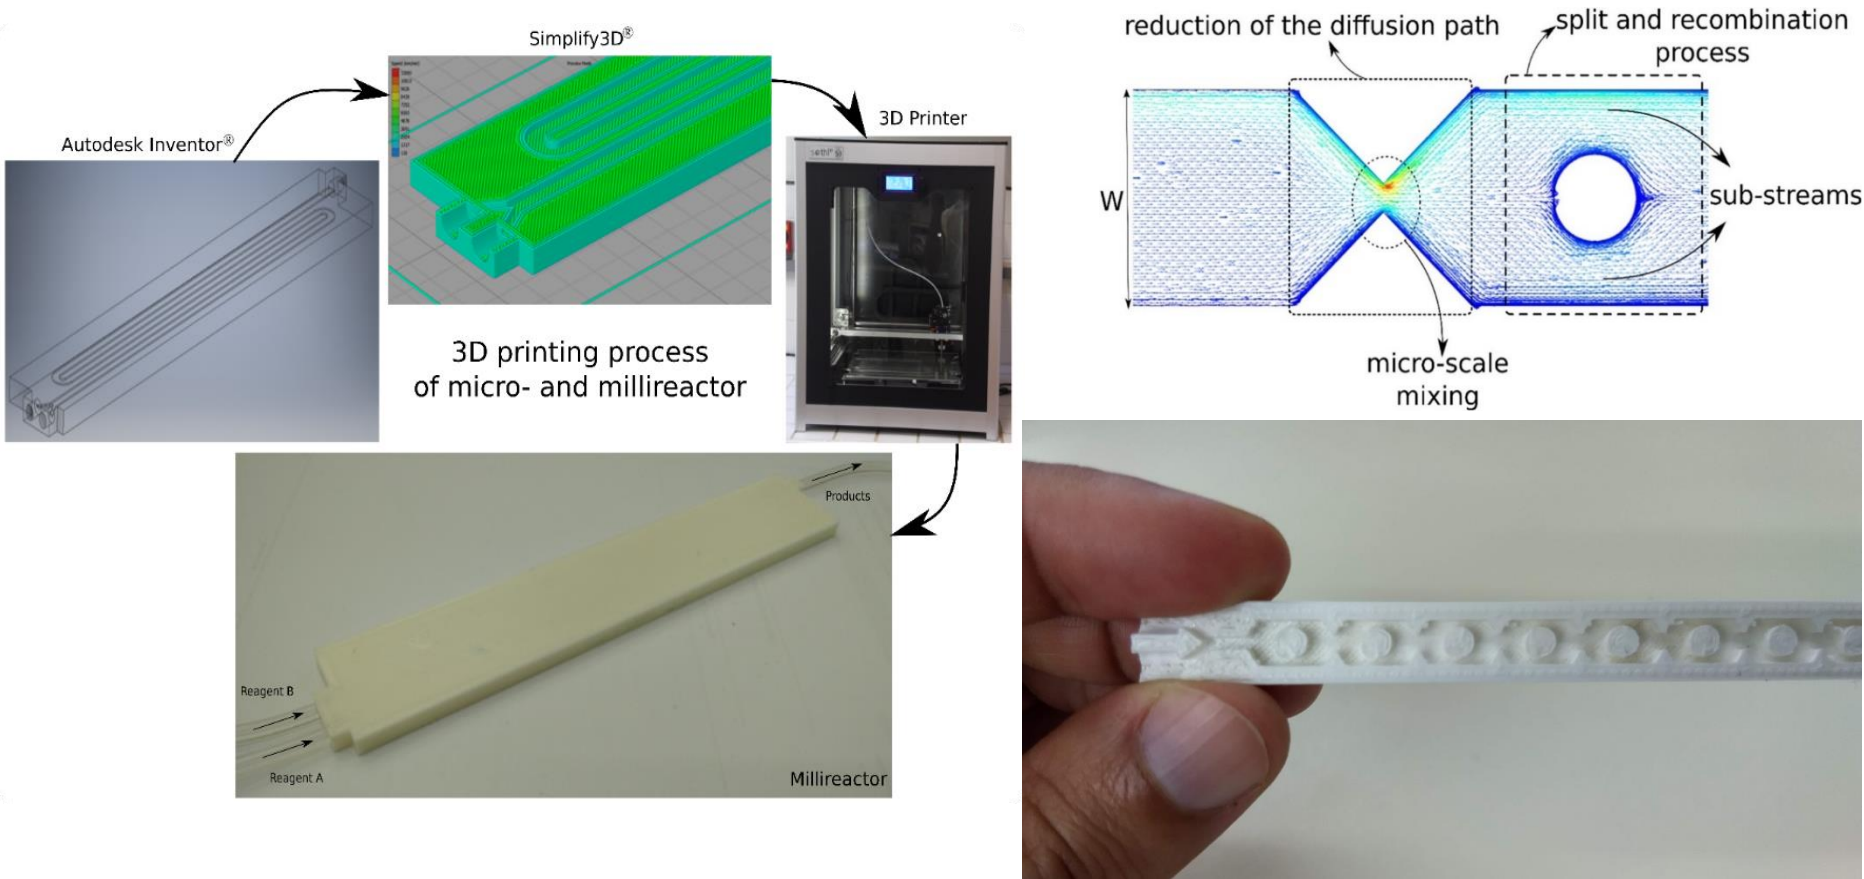 Simplify3D®
Autodesk Inventor®
3D Printer
3D printing process
of micro- and millireactor
Products
Reagent B
Reagent A
Millireactor
reduction of the diffusion path
split and recombination
process
W
sub-streams
micro-scale
mixing